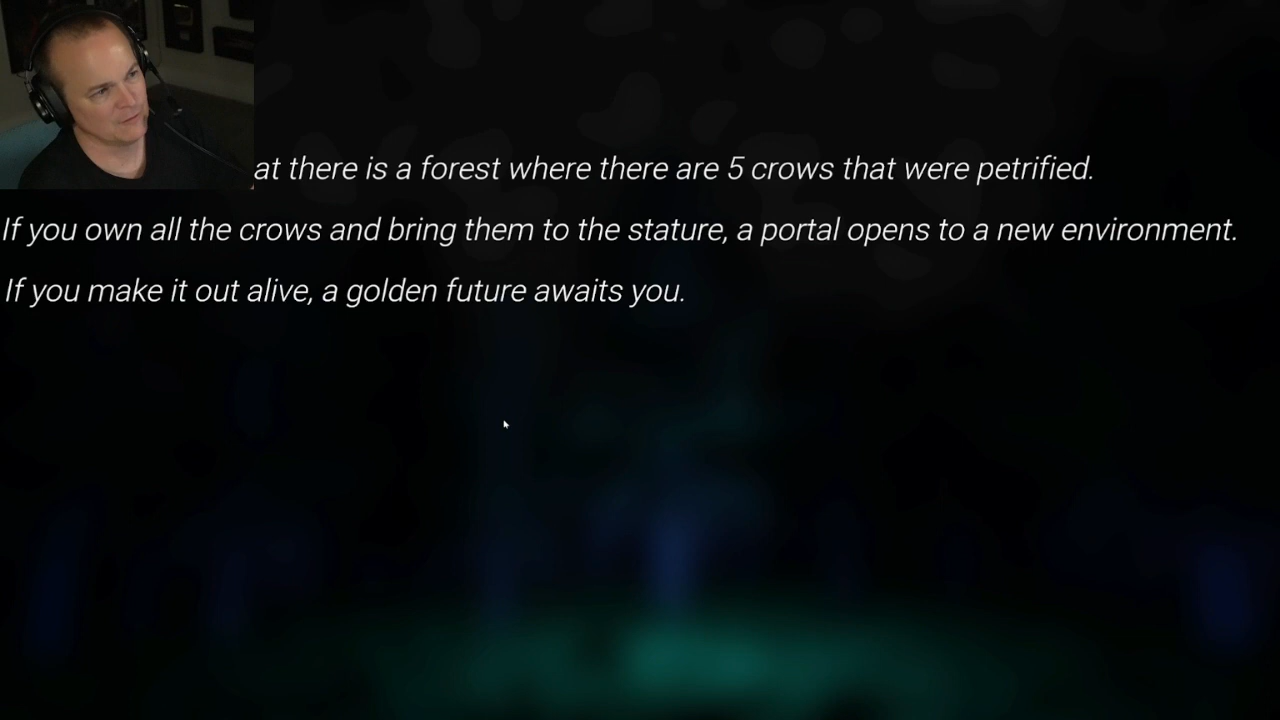 at there is a forest where there are 5 crows that were petrified.
If you own all the crows and bring them to the stature, a portal opens to a new environment.
If you make it out alive, a golden future awaits you.